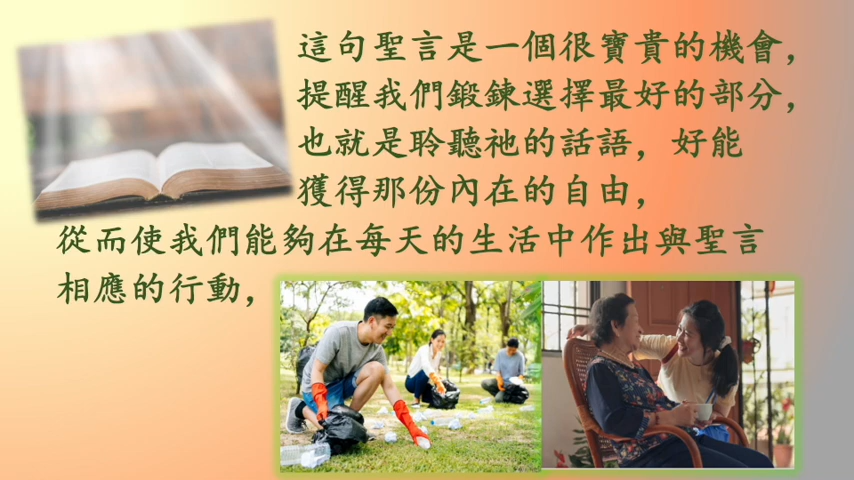 這句聖言是一個很寶貴的機會，
提醒我們鍛鍊選擇最好的部分，
也就是聆聽祂的話語，好能
獲得那份內在的自由，
從而使我們能夠在每天的生活中作出與聖言
相應的行動，